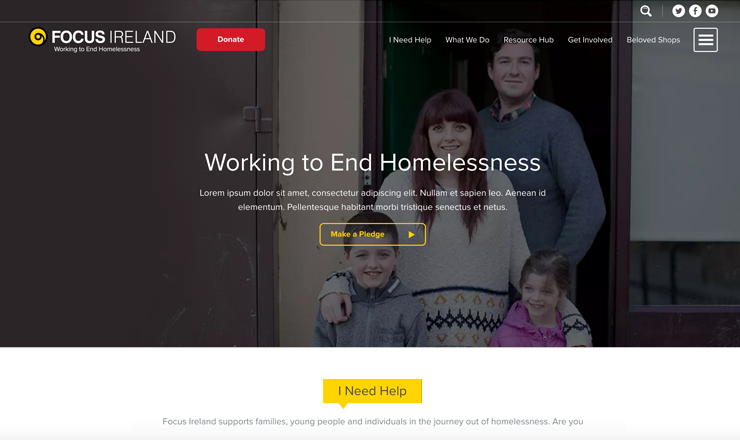 FOCUS IRELAND
Working to End Homelessness
Donate
I Need Help
What We Do
Resource Hub
Get Involved
Beloved Shops
Working to End Homelessness
Lorem ipsum dolor sit amet, consectetur adipiscing elit. Nullam et sapien leo. Aenean id
elementum. Pellentesque habitant morbi tristique senectus et netus.
Make a Pledge
I Need Help
Focus Ireland supports families, young people and individuals in the journey out of homelessness. Are you